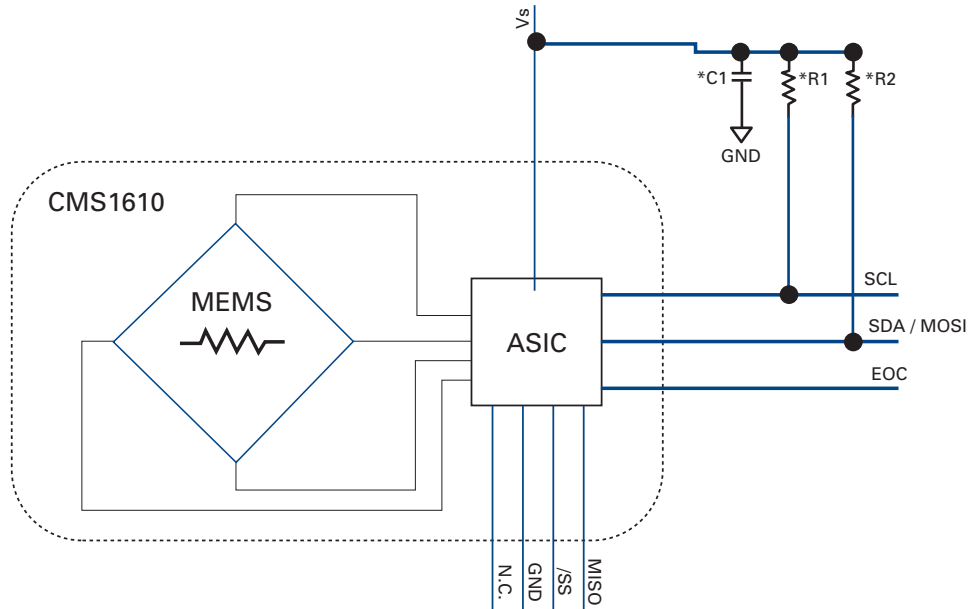 Vs
*C1
*R1
*R2
GND
CMS1610
MEMS
ASIC
SCL
SDA / MOSI
EOC
N.C.
GND
/SS
MISO